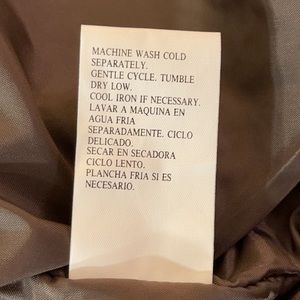 MACHINE WASH COLD
SEPARATELY.
GENTLE CYCLE. TUMBLE
DRY LOW.
COOL IRON IF NECESSARY.
LAVAR A MAQUINA EN
AGUA FRIA
SEPARADAMENTE. CICLO
DELICADO.
SECAR EN SECADORA
CICLO LENTO.
PLANCHA FRIA SI ES
NECESARIO.